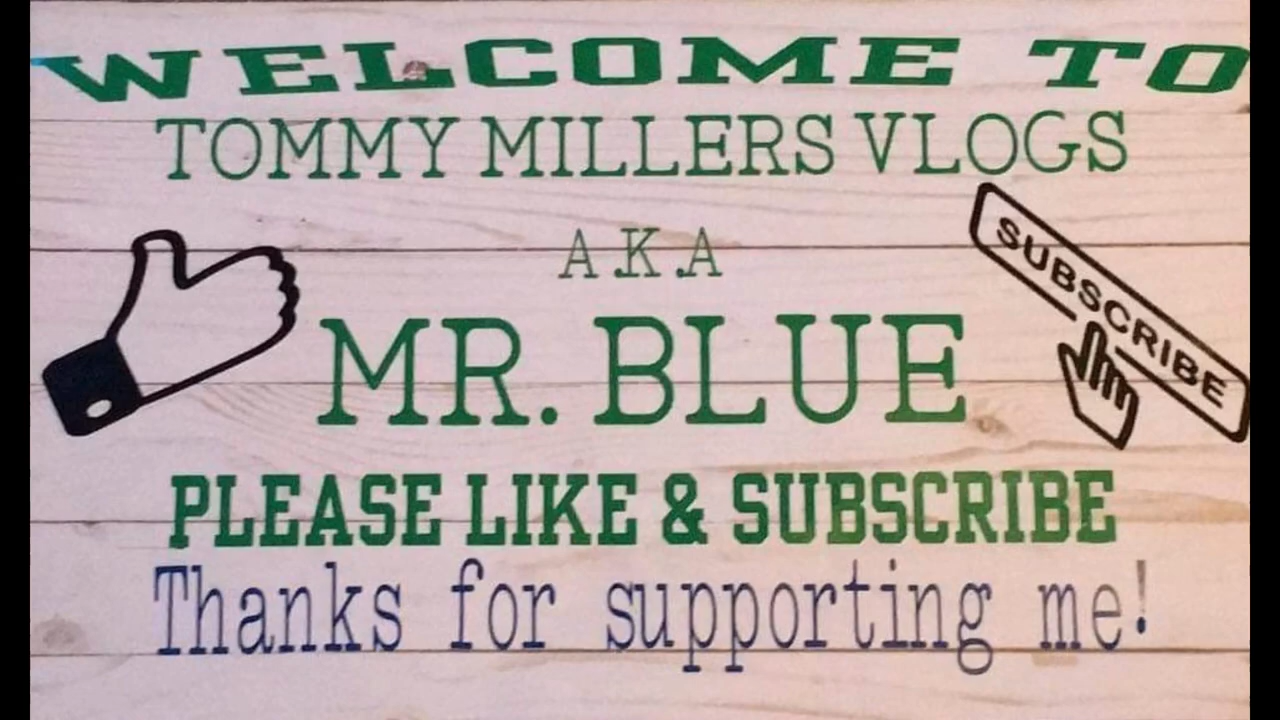 WELCOME TO
TOMMY MILLERS VLOGS
A.K.A
MR. BLUE
SUBSCRIBE
PLEASE LIKE & SUBSCRIBE
Thanks for supporting me!